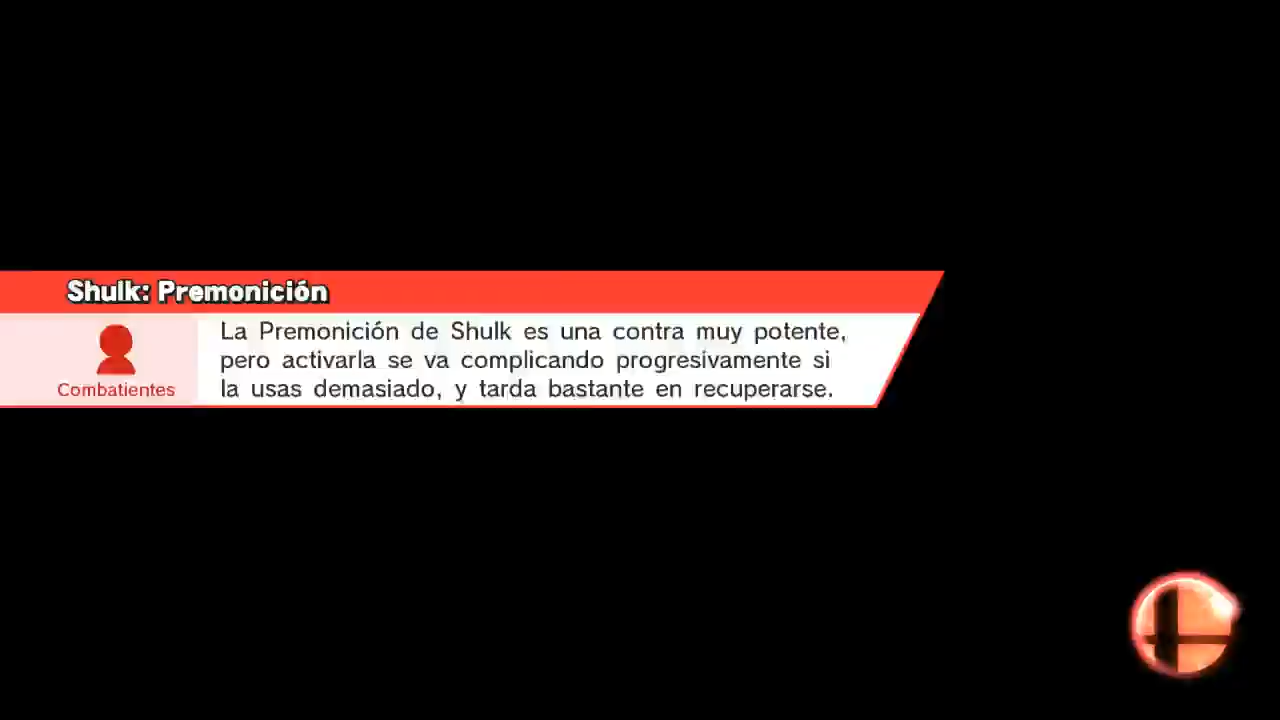 Shulk: Premonición
La Premonición de Shulk es una contra muy potente,
pero activarla se va complicando progresivamente si
la usas demasiado, y tarda bastante en recuperarse.
Combatientes